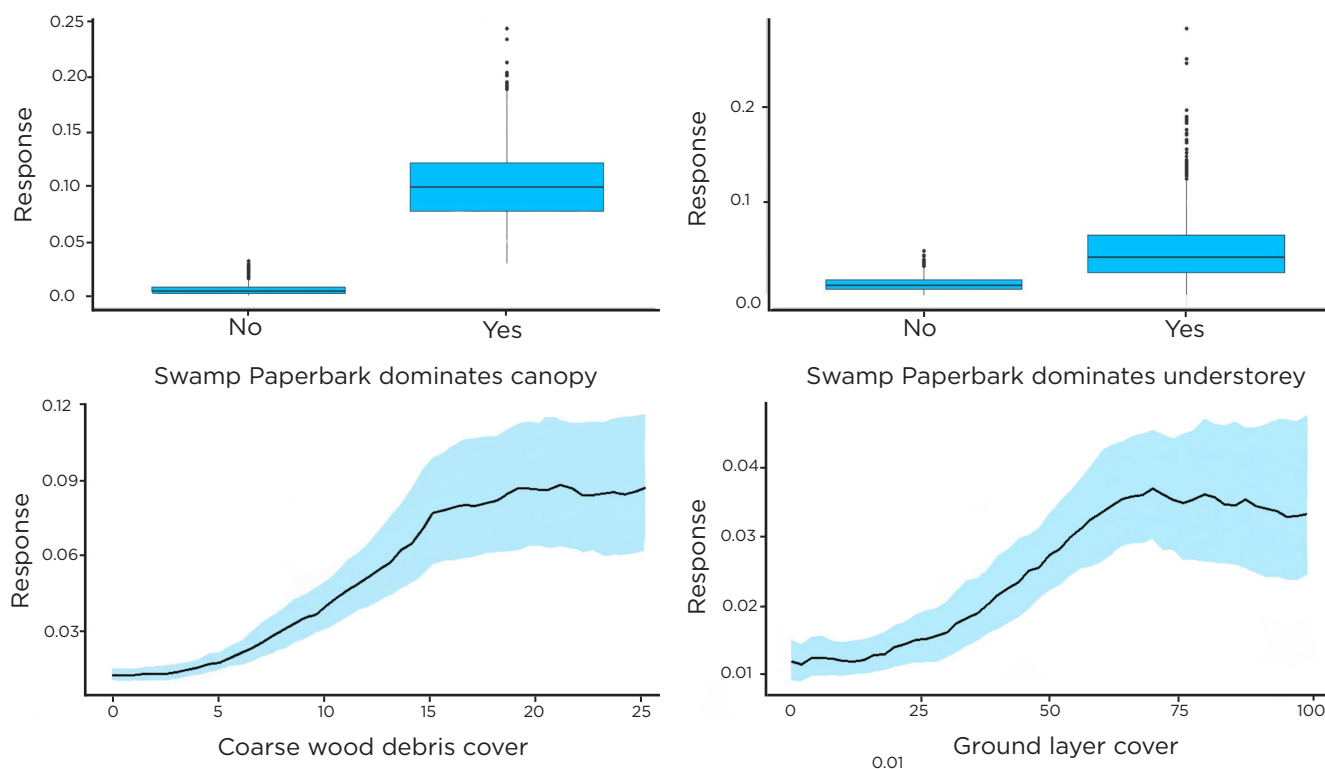 0.25
0.20
0.15
0.10
0.05
0.0
Response
No
Yes
Swamp Paperbark dominates canopy
0.2
0.1
0.0
Response
No
Yes
Swamp Paperbark dominates understorey
0.12
0.09
0.06
0.03
Response
0
5
10
15
20
25
Coarse wood debris cover
0.04
0.03
0.02
0.01
Response
0
25
50
75
100
Ground layer cover
0.01